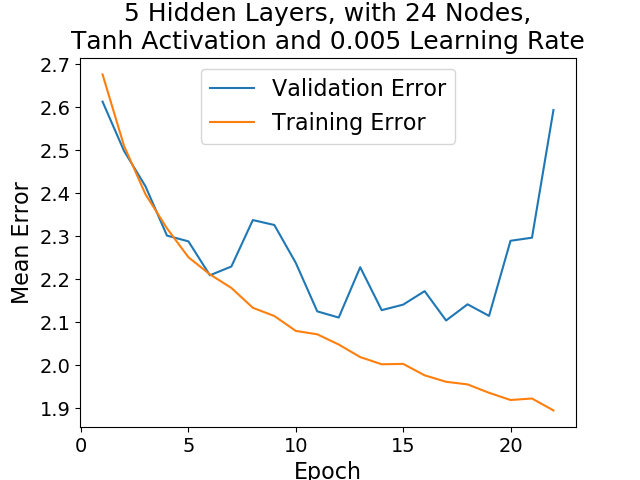 5 Hidden Layers, with 24 Nodes,
Tanh Activation and 0.005 Learning Rate
Validation Error
Training Error
Mean Error
2.7
2.6
2.5
2.4
2.3
2.2
2.1
2.0
1.9
0
5
10
15
20
Epoch